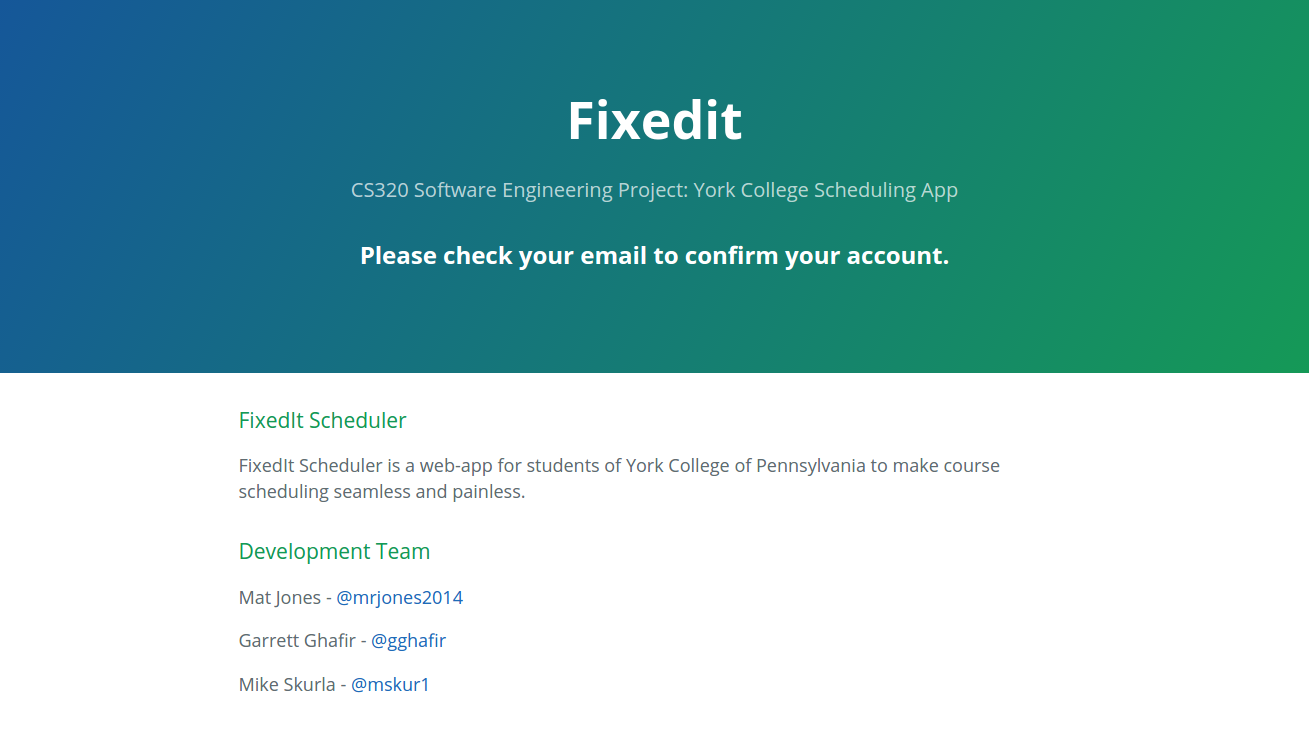 Fixedit
CS320 Software Engineering Project: York College Scheduling App
Please check your email to confirm your account.
FixedIt Scheduler
FixedIt Scheduler is a web-app for students of York College of Pennsylvania to make course
scheduling seamless and painless.
Development Team
Mat Jones - @mrjones2014
Garrett Ghafir - @gghafir
Mike Skurla - @mskur1